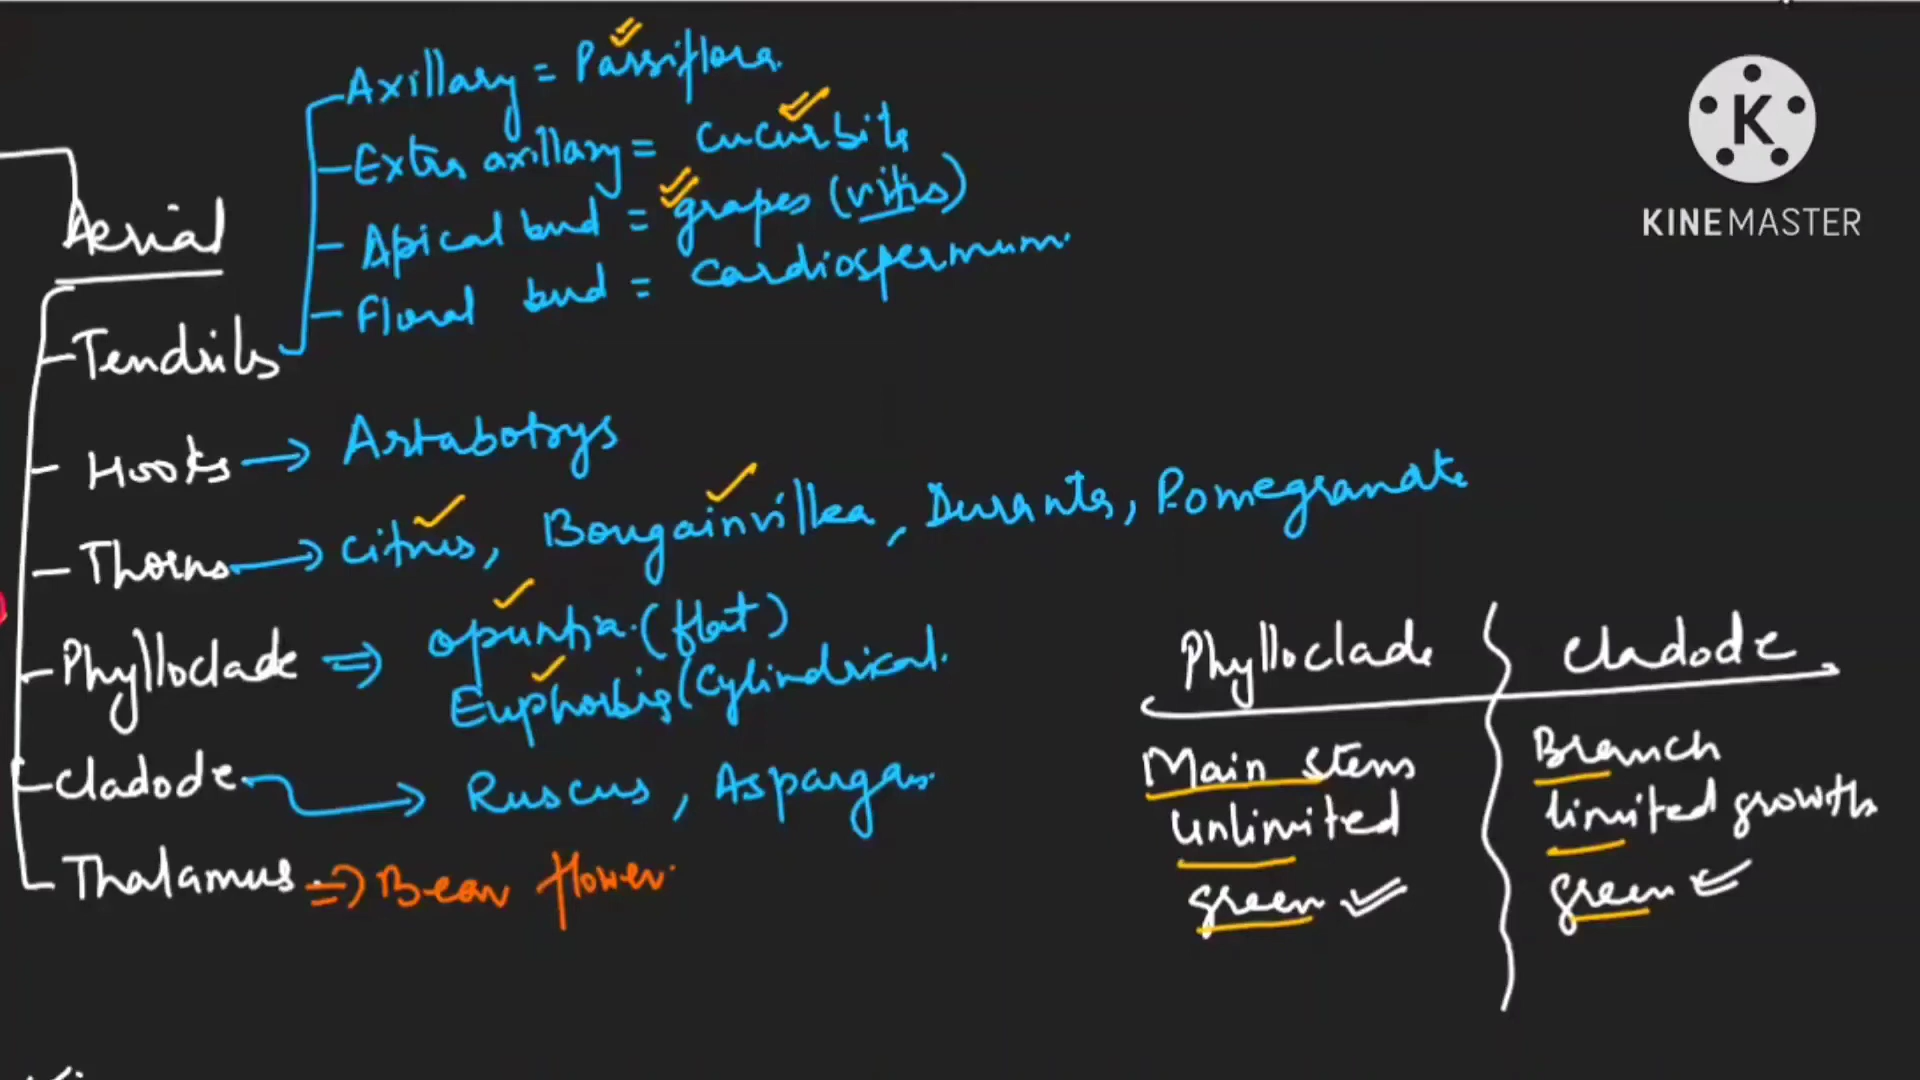 Axillary = Passiflora.
- Extra axillary = Cucurbits
- Apical bud = grapes (vitis)
- Floral bud = Cardiospermum.
Aerial
- Tendrils
- Hooks → Artabotrys
- Thorns → Citrus, Bougainvillea, Duranta, Pomegranate
- Phylloclade ⇒ Opuntia. (flat)
Euphorbia (Cylindrical.
- Cladode → Ruscus, Aspargas.
- Thalamus ⇒ Bear flower.
Phylloclade Cladode
Main stem Branch
Unlimited limited growth
green ✓ green ✓
K
KINEMASTER